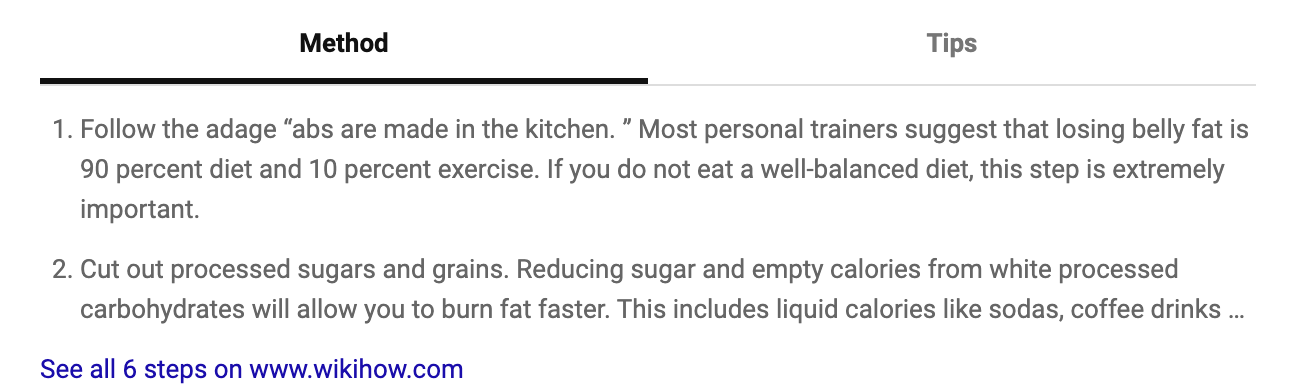 Method
Tips
1. Follow the adage “abs are made in the kitchen. ” Most personal trainers suggest that losing belly fat is
90 percent diet and 10 percent exercise. If you do not eat a well-balanced diet, this step is extremely
important.
2. Cut out processed sugars and grains. Reducing sugar and empty calories from white processed
carbohydrates will allow you to burn fat faster. This includes liquid calories like sodas, coffee drinks ...
See all 6 steps on www.wikihow.com